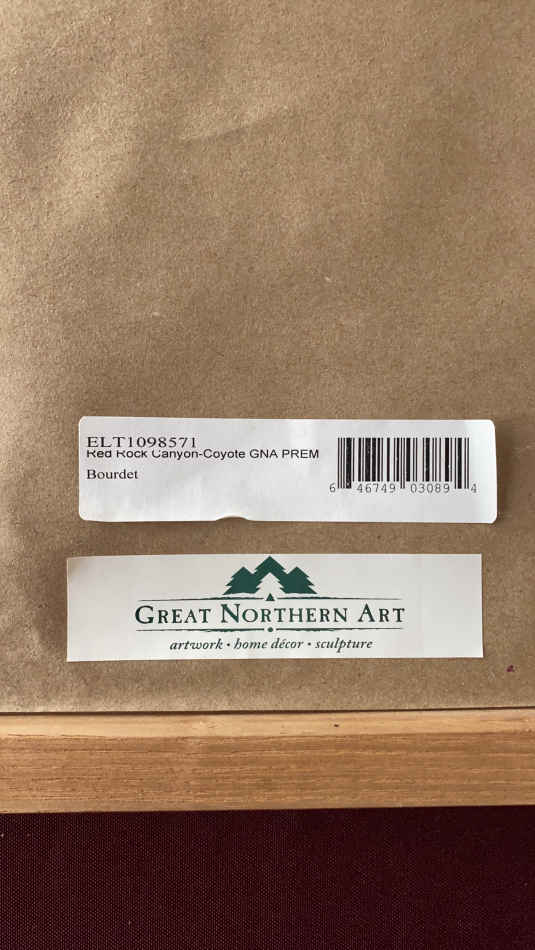 ELT1098571
Red Rock Canyon-Coyote GNA PREM
Bourdet
6 46749 03089 4
GREAT NORTHERN ART
artwork • home décor • sculpture